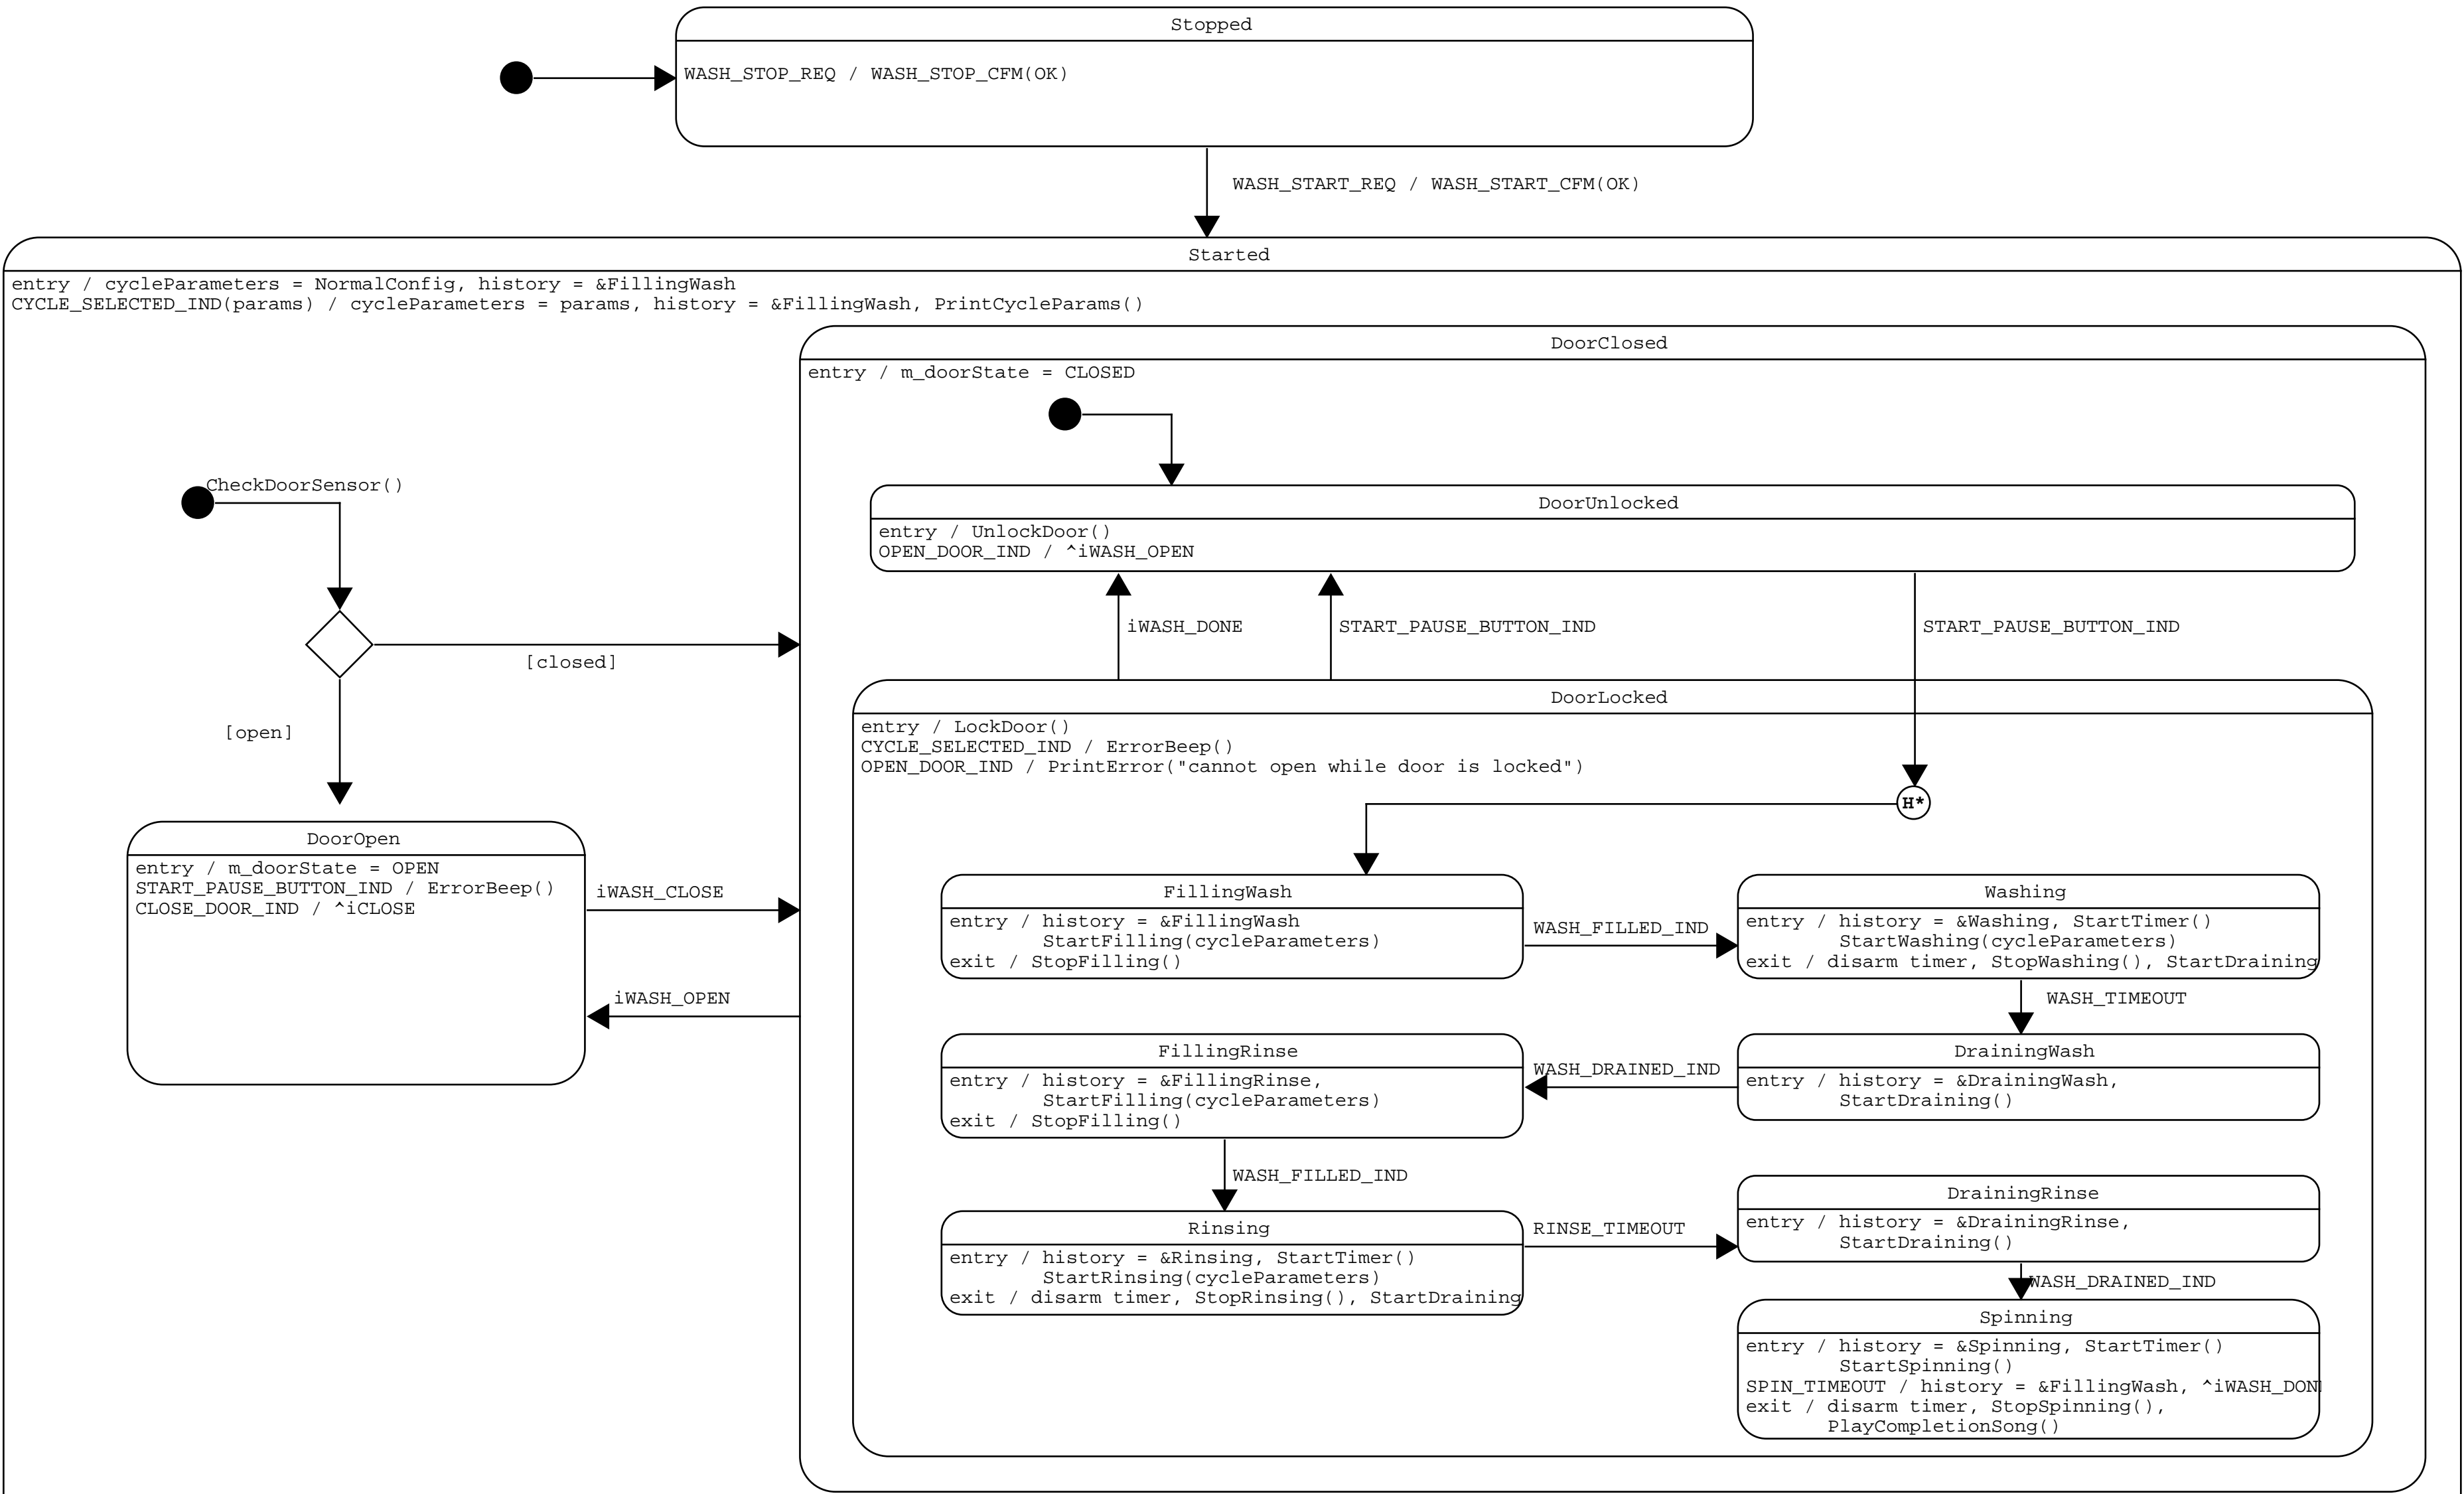 Stopped
WASH_STOP_REQ / WASH_STOP_CFM(OK)
WASH_START_REQ / WASH_START_CFM(OK)
Started
entry / cycleParameters = NormalConfig, history = &FillingWash
CYCLE_SELECTED_IND(params) / cycleParameters = params, history = &FillingWash, PrintCycleParams()
DoorClosed
entry / m_doorState = CLOSED
CheckDoorSensor()
DoorUnlocked
entry / UnlockDoor()
OPEN_DOOR_IND / ^iWASH_OPEN
iWASH_DONE
START_PAUSE_BUTTON_IND
START_PAUSE_BUTTON_IND
[closed]
[open]
DoorLocked
entry / LockDoor()
CYCLE_SELECTED_IND / ErrorBeep()
OPEN_DOOR_IND / PrintError("cannot open while door is locked")
H*
DoorOpen
entry / m_doorState = OPEN
START_PAUSE_BUTTON_IND / ErrorBeep()
CLOSE_DOOR_IND / ^iCLOSE
iWASH_CLOSE
iWASH_OPEN
FillingWash
entry / history = &FillingWash
StartFilling(cycleParameters)
exit / StopFilling()
WASH_FILLED_IND
Washing
entry / history = &Washing, StartTimer()
StartWashing(cycleParameters)
exit / disarm timer, StopWashing(), StartDraining
WASH_TIMEOUT
FillingRinse
entry / history = &FillingRinse,
StartFilling(cycleParameters)
exit / StopFilling()
WASH_DRAINED_IND
DrainingWash
entry / history = &DrainingWash,
StartDraining()
WASH_FILLED_IND
Rinsing
entry / history = &Rinsing, StartTimer()
StartRinsing(cycleParameters)
exit / disarm timer, StopRinsing(), StartDraining
RINSE_TIMEOUT
DrainingRinse
entry / history = &DrainingRinse,
StartDraining()
WASH_DRAINED_IND
Spinning
entry / history = &Spinning, StartTimer()
StartSpinning()
SPIN_TIMEOUT / history = &FillingWash, ^iWASH_DON
exit / disarm timer, StopSpinning(),
PlayCompletionSong()